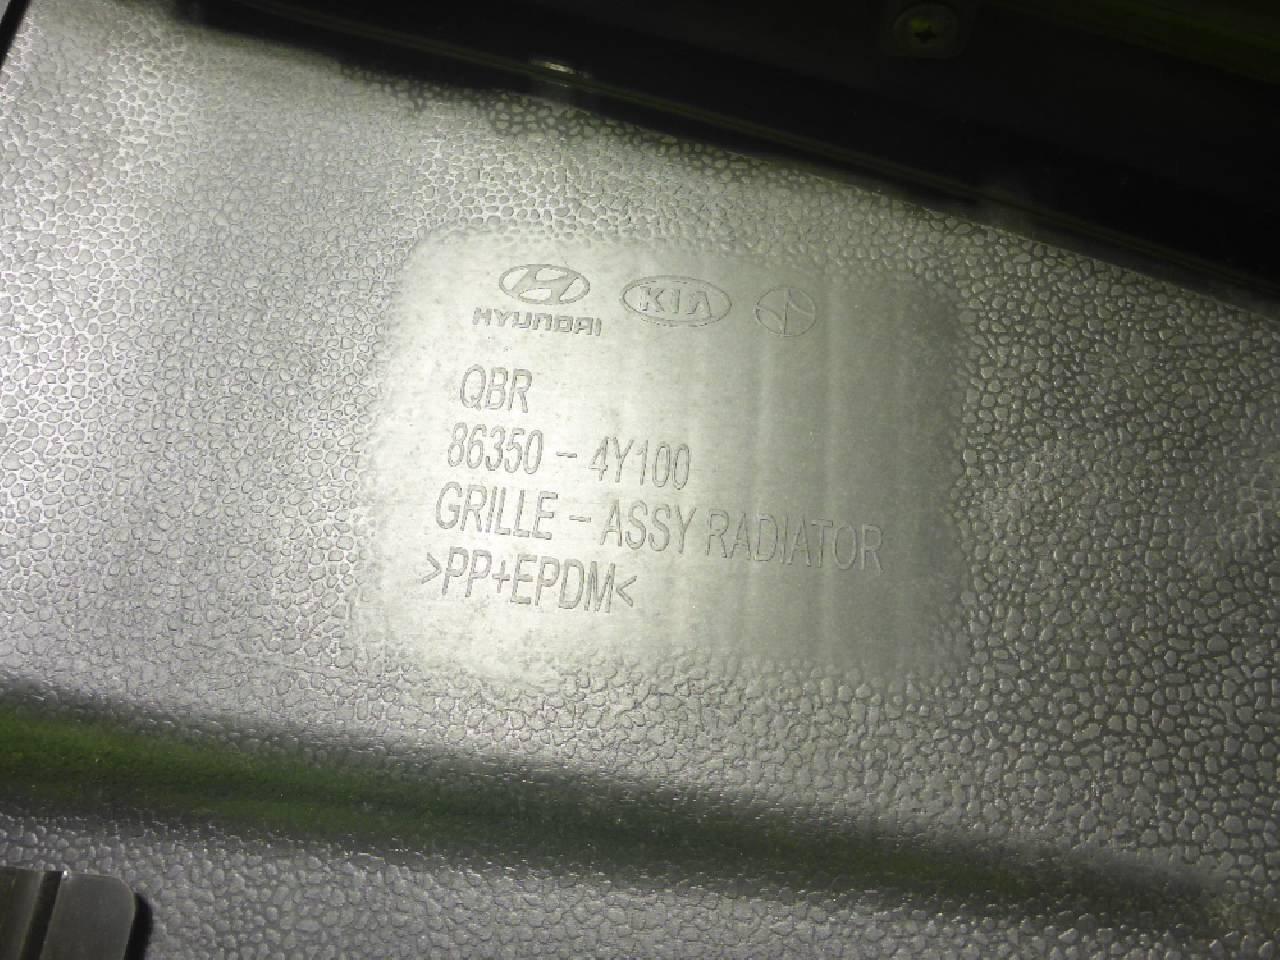 HYUNDAI KIA
QBR
86350 - 4Y100
GRILLE - ASSY RADIATOR
>PP+EPDM<